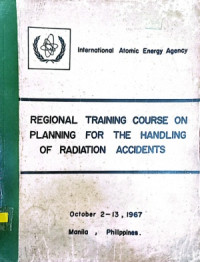 International Atomic Energy Agency
REGIONAL TRAINING COURSE ON
PLANNING FOR THE HANDLING
OF RADIATION ACCIDENTS
October 2-13, 1967
Manila , Philippines.